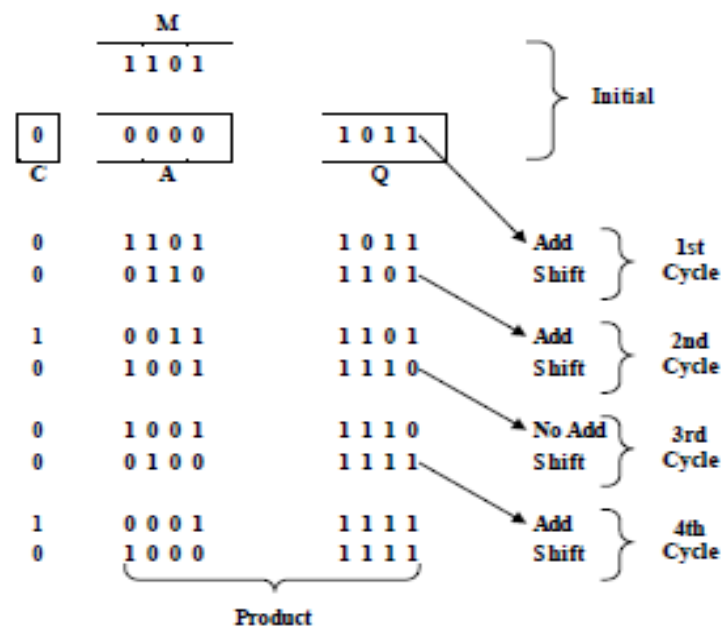 M
1 1 0 1
Initial
0 0 0 0 0 1 0 1 1
C A Q
0 1 1 0 1 1 0 1 1 Add 1st
0 0 1 1 0 1 1 0 1 Shift Cycle
1 0 0 1 1 1 1 0 1 Add 2nd
0 1 0 0 1 1 1 1 0 Shift Cycle
0 1 0 0 1 1 1 1 0 No Add 3rd
0 0 1 0 0 1 1 1 1 Shift Cycle
1 0 0 0 1 1 1 1 1 Add 4th
0 1 0 0 0 1 1 1 1 Shift Cycle
Product